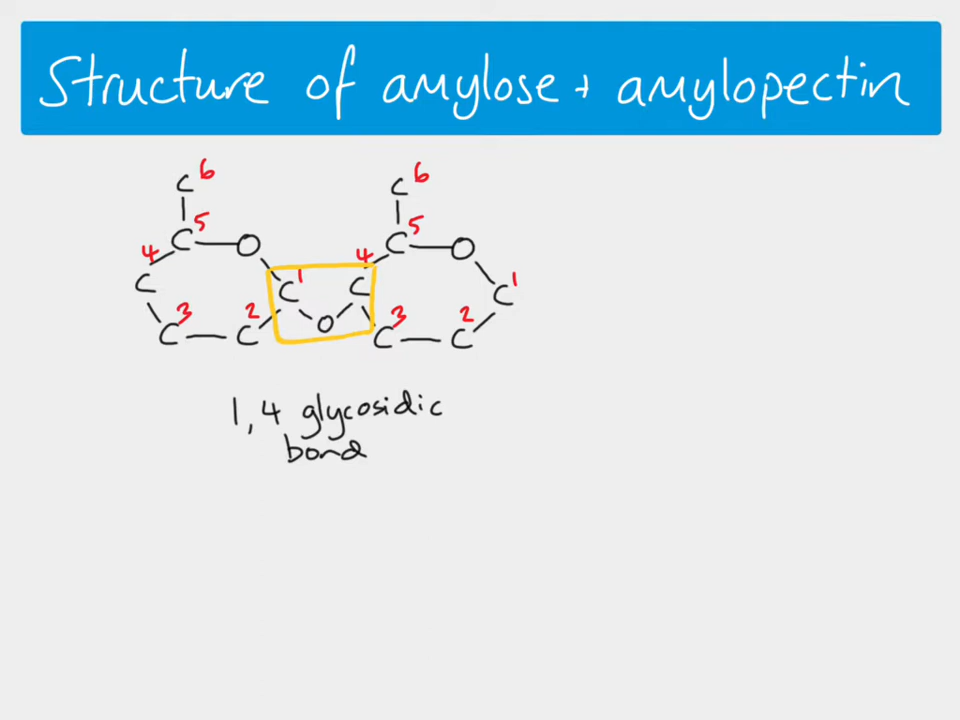 Structure of amylose + amylopectin
C 6 C 6
5 5
4 C O 4 C O
C C 1 C C 1
3 2 O 3 2
C C C C
1,4 glycosidic
bond